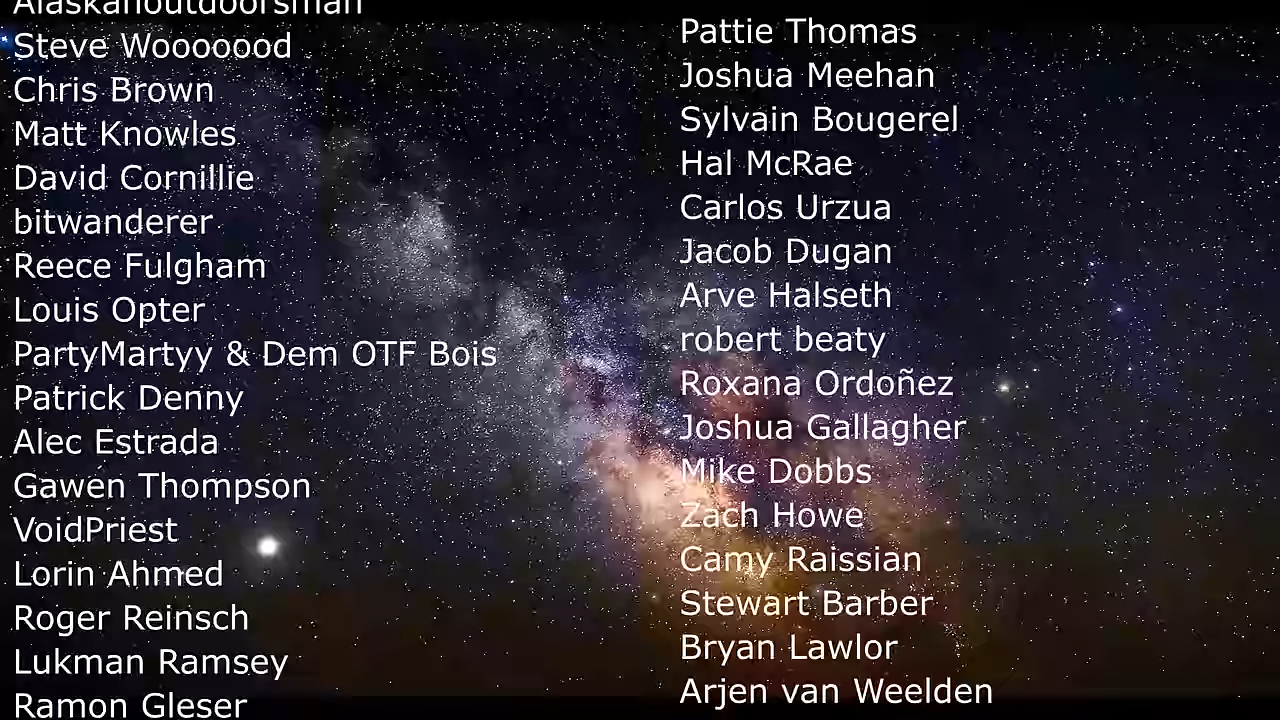 Alaskanoutdoorsman
Steve Wooooood
Chris Brown
Matt Knowles
David Cornillie
bitwanderer
Reece Fulgham
Louis Opter
PartyMartyy & Dem OTF Bois
Patrick Denny
Alec Estrada
Gawen Thompson
VoidPriest
Lorin Ahmed
Roger Reinsch
Lukman Ramsey
Ramon Gleser
Pattie Thomas
Joshua Meehan
Sylvain Bougerel
Hal McRae
Carlos Urzua
Jacob Dugan
Arve Halseth
robert beaty
Roxana Ordoñez
Joshua Gallagher
Mike Dobbs
Zach Howe
Camy Raissian
Stewart Barber
Bryan Lawlor
Arjen van Weelden